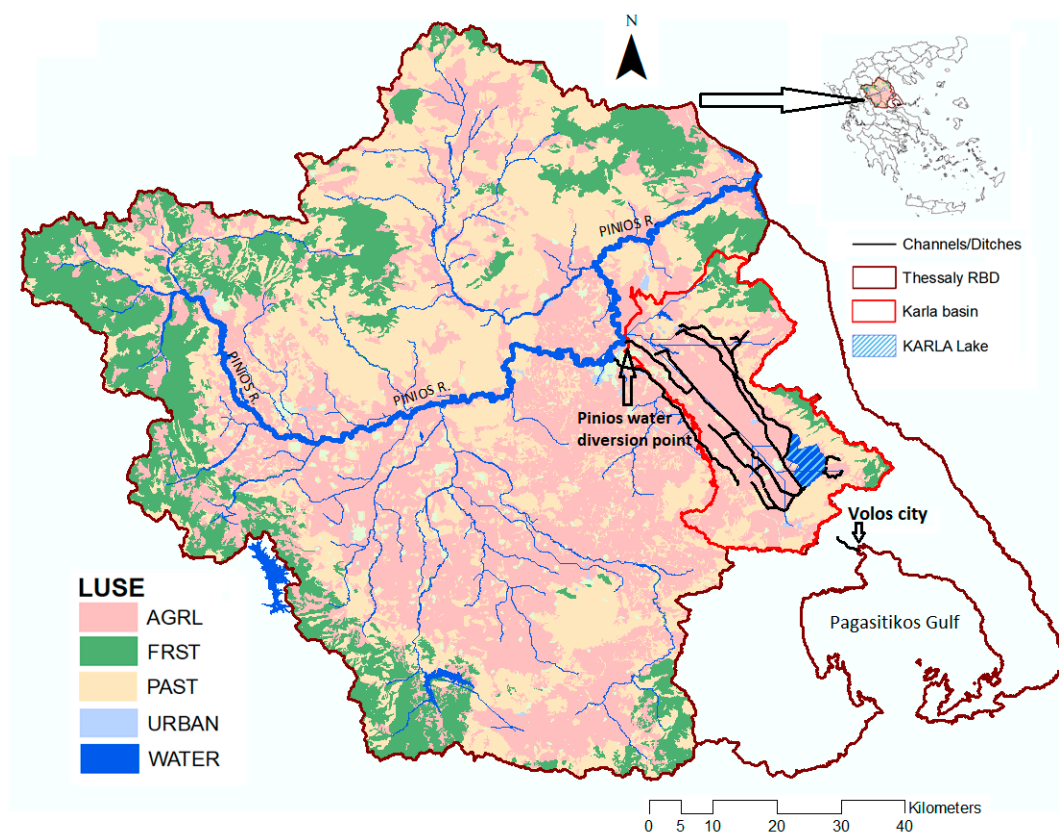 N
PINIOS R.
Channels/Ditches
Thessaly RBD
Karla basin
KARLA Lake
PINIOS R.
PINIOS R.
Pinios water
diversion point
Volos city
Pagasitikos Gulf
LUSE
AGRL
FRST
PAST
URBAN
WATER
Kilometers
0 5 10 20 30 40